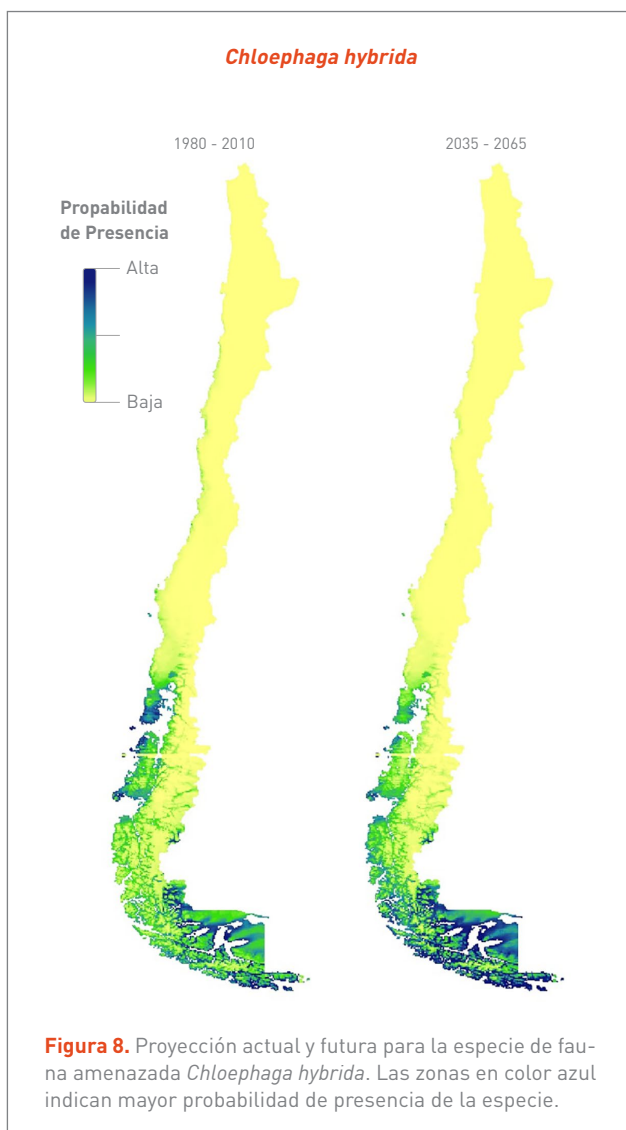 Chloephaga hybrida
1980 - 2010
2035 - 2065
Propabilidad
de Presencia
Alta
Baja
Figura 8. Proyección actual y futura para la especie de fau-
na amenazada Chloephaga hybrida. Las zonas en color azul
indican mayor probabilidad de presencia de la especie.